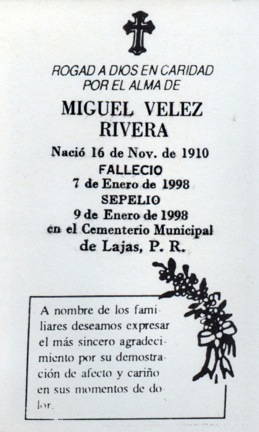 ROGAD A DIOS EN CARIDAD
POR EL ALMA DE
MIGUEL VELEZ
RIVERA
Nació 16 de Nov. de 1910
FALLECIO
7 de Enero de 1998
SEPELIO
9 de Enero de 1998
en el Cementerio Municipal
de Lajas, P. R.
A nombre de los fami-
liares deseamos expresar
el más sincero agradeci-
miento por su demostra-
ción de afecto y cariño
en sus momentos de do-
lor.